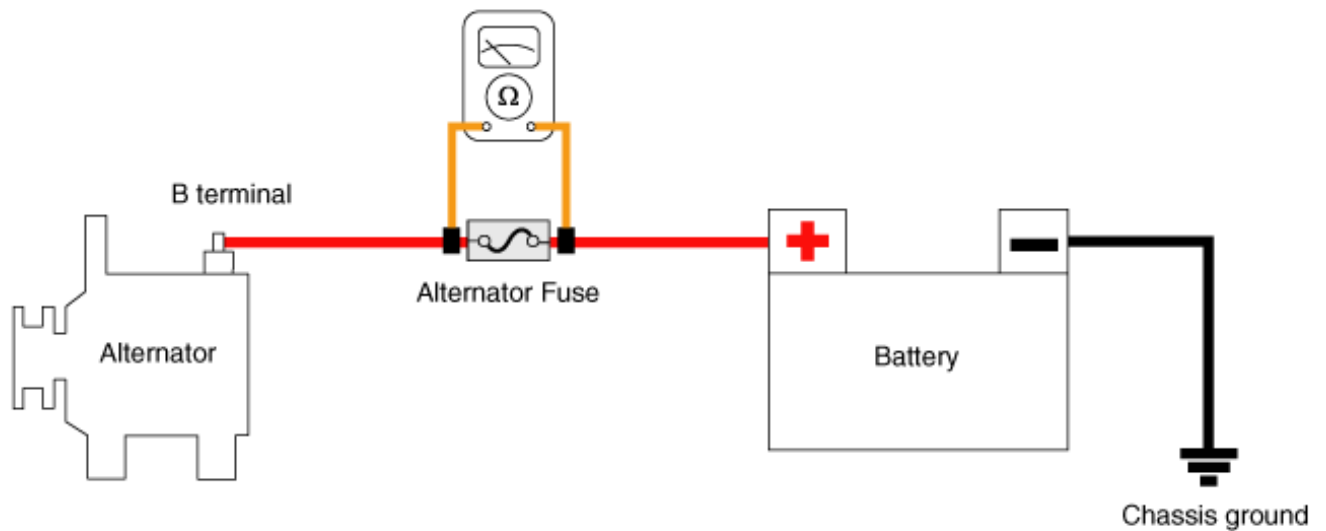 Ω
B terminal
Alternator Fuse
Alternator
Battery
Chassis ground